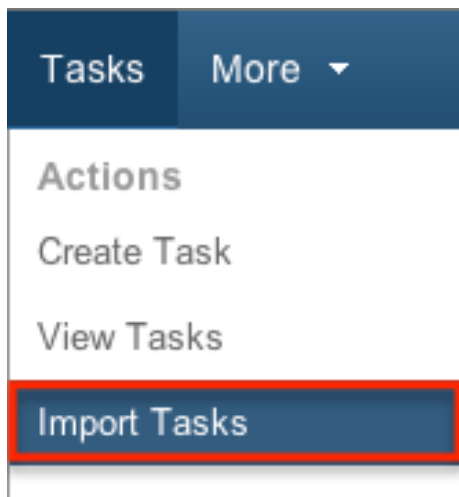 Tasks More
Actions
Create Task
View Tasks
Import Tasks